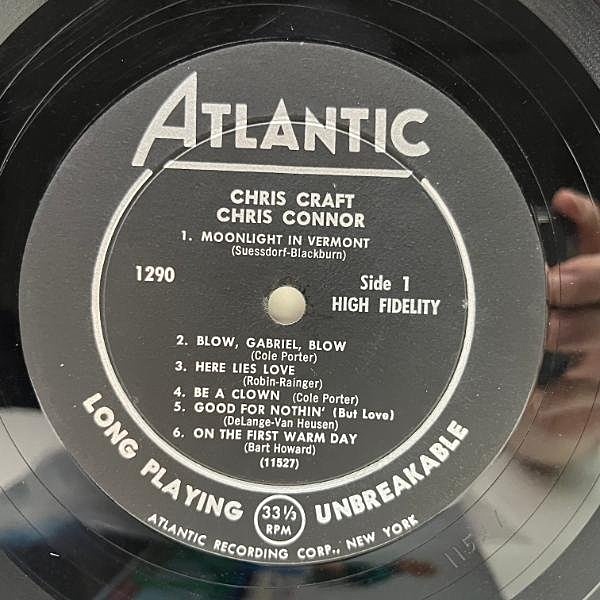 ATLANTIC
CHRIS CRAFT
CHRIS CONNOR
1. MOONLIGHT IN VERMONT
(Suessdorf-Blackburn)
1290
Side 1
HIGH FIDELITY
2. BLOW, GABRIEL, BLOW
(Cole Porter)
3. HERE LIES LOVE
(Robin-Rainger)
4. BE A CLOWN (Cole Porter)
5. GOOD FOR NOTHIN' (But Love)
(DeLange-Van Heusen)
6. ON THE FIRST WARM DAY
(Bart Howard)
(11527)
LONG PLAYING UNBREAKABLE
33 1/3
RPM
ATLANTIC RECORDING CORP., NEW YORK